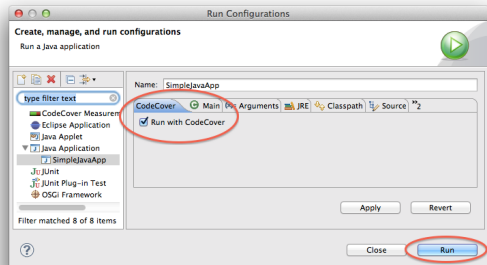 Run Configurations
Create, manage, and run configurations
Run a Java application
type filter text
CodeCover Measurem
Eclipse Application
Java Applet
Java Application
SimpleJavaApp
JUnit
JUnit Plug-in Test
OSGi Framework
Filter matched 8 of 8 items
Name: SimpleJavaApp
CodeCover Main (x)= Arguments JRE Classpath Source »2
Run with CodeCover
Apply Revert
? Close Run